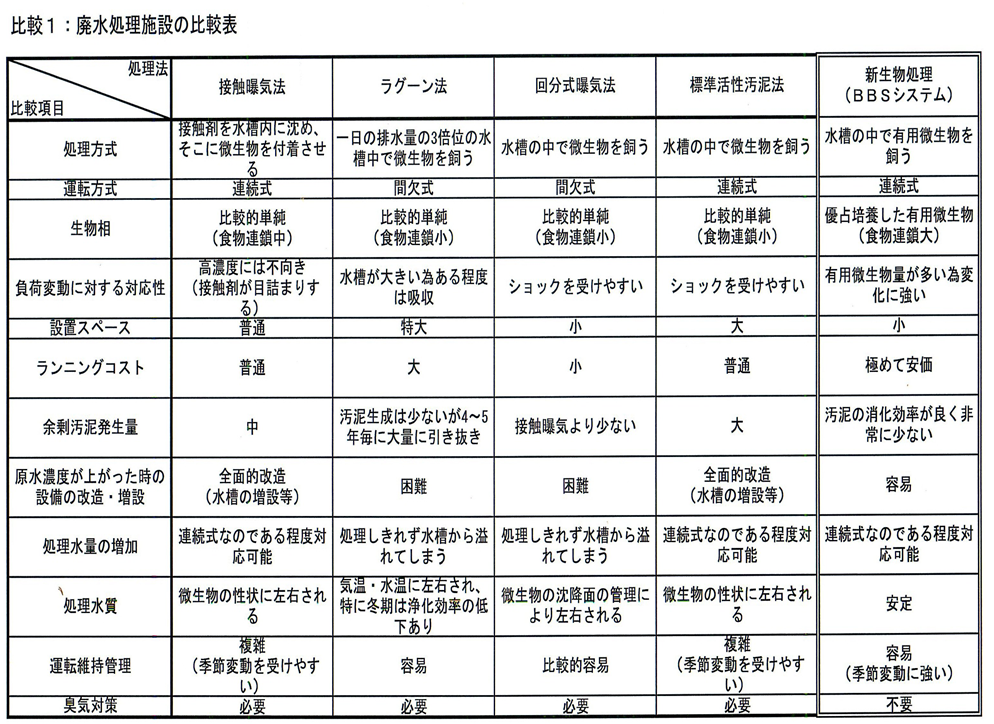 比較１：廃水処理施設の比較表
処理法
比較項目
接触曝気法
ラグーン法
回分式曝気法
標準活性汚泥法
新生物処理
（ＢＢＳシステム）
処理方式
接触剤を水槽内に沈め、
そこに微生物を付着させ
る
一日の排水量の3倍位の水
槽中で微生物を飼う
水槽の中で微生物を飼う
水槽の中で微生物を飼う
水槽の中で有用微生物を
飼う
運転方式
連続式
間欠式
間欠式
連続式
連続式
生物相
比較的単純
（食物連鎖中）
比較的単純
（食物連鎖小）
比較的単純
（食物連鎖小）
比較的単純
（食物連鎖小）
優占培養した有用微生物
（食物連鎖大）
負荷変動に対する対応性
高濃度には不向き
（接触剤が目詰まりす
る）
水槽が大きい為ある程度
は吸収
ショックを受けやすい
ショックを受けやすい
有用微生物量が多い為変
化に強い
設置スペース
普通
特大
小
大
小
ランニングコスト
普通
大
小
普通
極めて安価
余剰汚泥発生量
中
汚泥生成は少ないが4～5
年毎に大量に引き抜き
接触曝気より少ない
大
汚泥の消化効率が良く非
常に少ない
原水濃度が上がった時の
設備の改造・増設
全面的改造
（水槽の増設等）
困難
困難
全面的改造
（水槽の増設等）
容易
処理水量の増加
連続式なのである程度対
応可能
処理しきれず水槽から溢
れてしまう
処理しきれず水槽から溢
れてしまう
連続式なのである程度対
応可能
連続式なのである程度対
応可能
処理水質
微生物の性状に左右され
る
気温・水温に左右され、
特に冬期は浄化効率の低
下あり
微生物の沈降面の管理に
より左右される
微生物の性状に左右され
る
安定
運転維持管理
複雑
（季節変動を受けやす
い）
容易
比較的容易
複雑
（季節変動を受けやす
い）
容易
（季節変動に強い）
臭気対策
必要
必要
必要
必要
不要